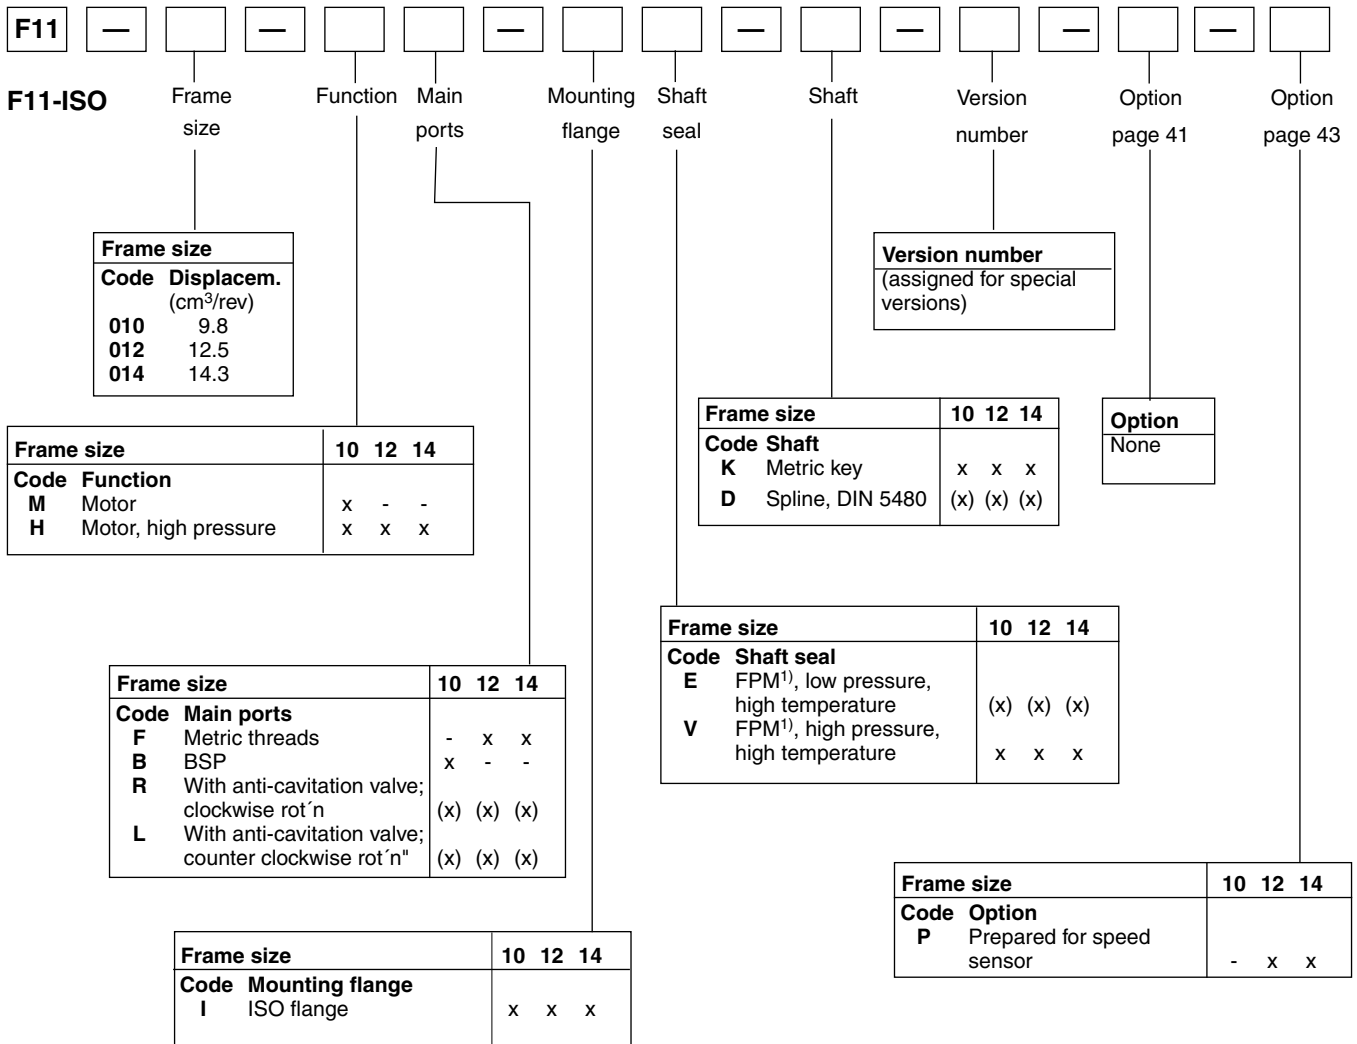 F11 — — — — — —
F11-ISO
Frame size
Function
Main ports
Mounting flange
Shaft seal
Shaft
Version number
Option page 41
Option page 43
Frame size
Code Displacem.
(cm³/rev)
010 9.8
012 12.5
014 14.3
Version number
(assigned for special
versions)
Frame size 10 12 14
Code Shaft
K Metric key x x x
D Spline, DIN 5480 (x) (x) (x)
Option
None
Frame size 10 12 14
Code Function
M Motor x - -
H Motor, high pressure x x x
Frame size 10 12 14
Code Shaft seal
E FPM1), low pressure,
high temperature (x) (x) (x)
V FPM1), high pressure,
high temperature x x x
Frame size 10 12 14
Code Main ports
F Metric threads - x x
B BSP x - -
R With anti-cavitation valve;
clockwise rot´n (x) (x) (x)
L With anti-cavitation valve;
counter clockwise rot´n" (x) (x) (x)
Frame size 10 12 14
Code Option
P Prepared for speed
sensor - x x
Frame size 10 12 14
Code Mounting flange
I ISO flange x x x